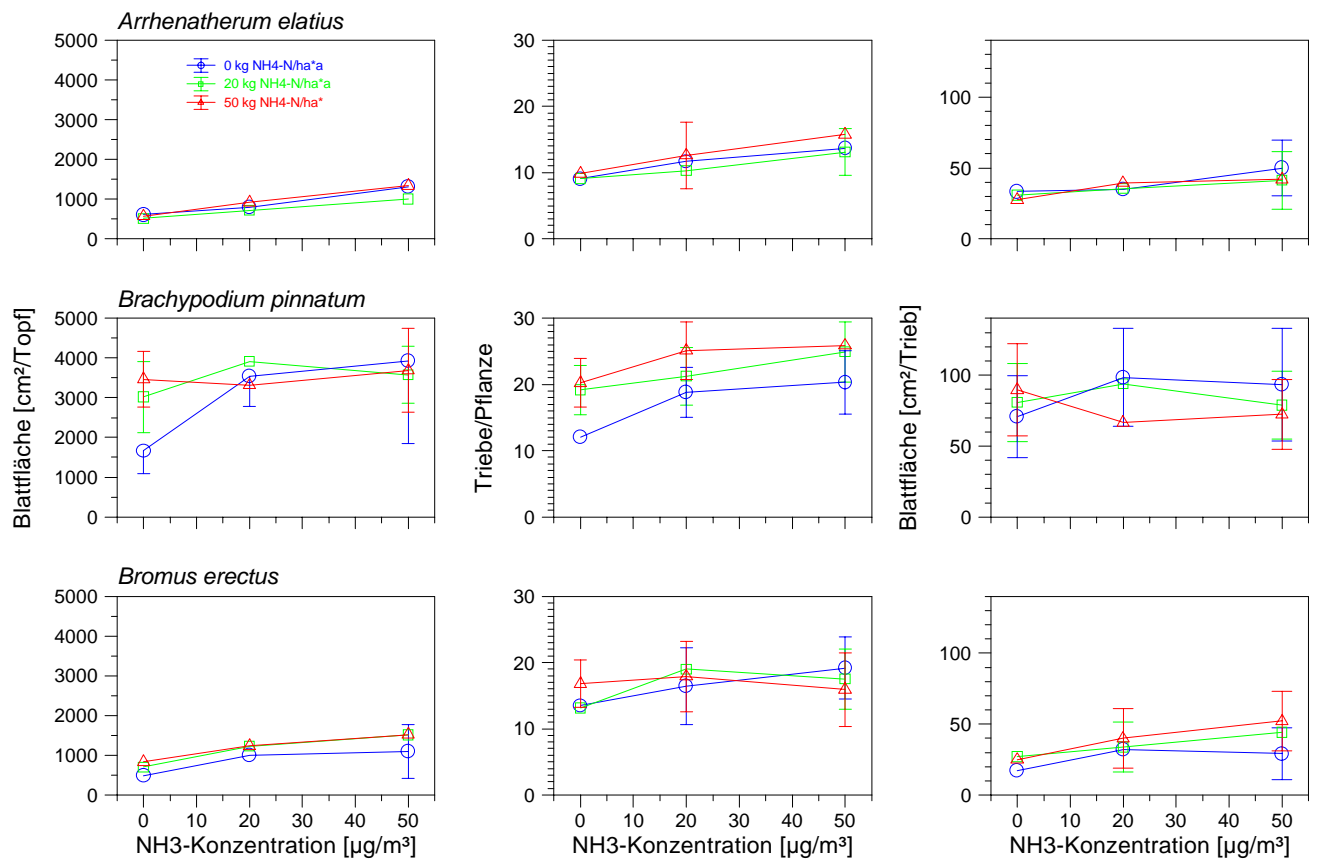 Arrhenatherum elatius
5000
4000
3000
2000
1000
0
0 kg NH4-N/ha*a
20 kg NH4-N/ha*a
50 kg NH4-N/ha*
30
20
10
0
100
50
0
Brachypodium pinnatum
Blattfläche [cm²/Topf]
5000
4000
3000
2000
1000
0
Triebe/Pflanze
30
20
10
0
Blattfläche [cm²/Trieb]
100
50
0
Bromus erectus
5000
4000
3000
2000
1000
0
0 10 20 30 40 50
NH3-Konzentration [µg/m³]
30
20
10
0
0 10 20 30 40 50
NH3-Konzentration [µg/m³]
100
50
0
0 10 20 30 40 50
NH3-Konzentration [µg/m³]